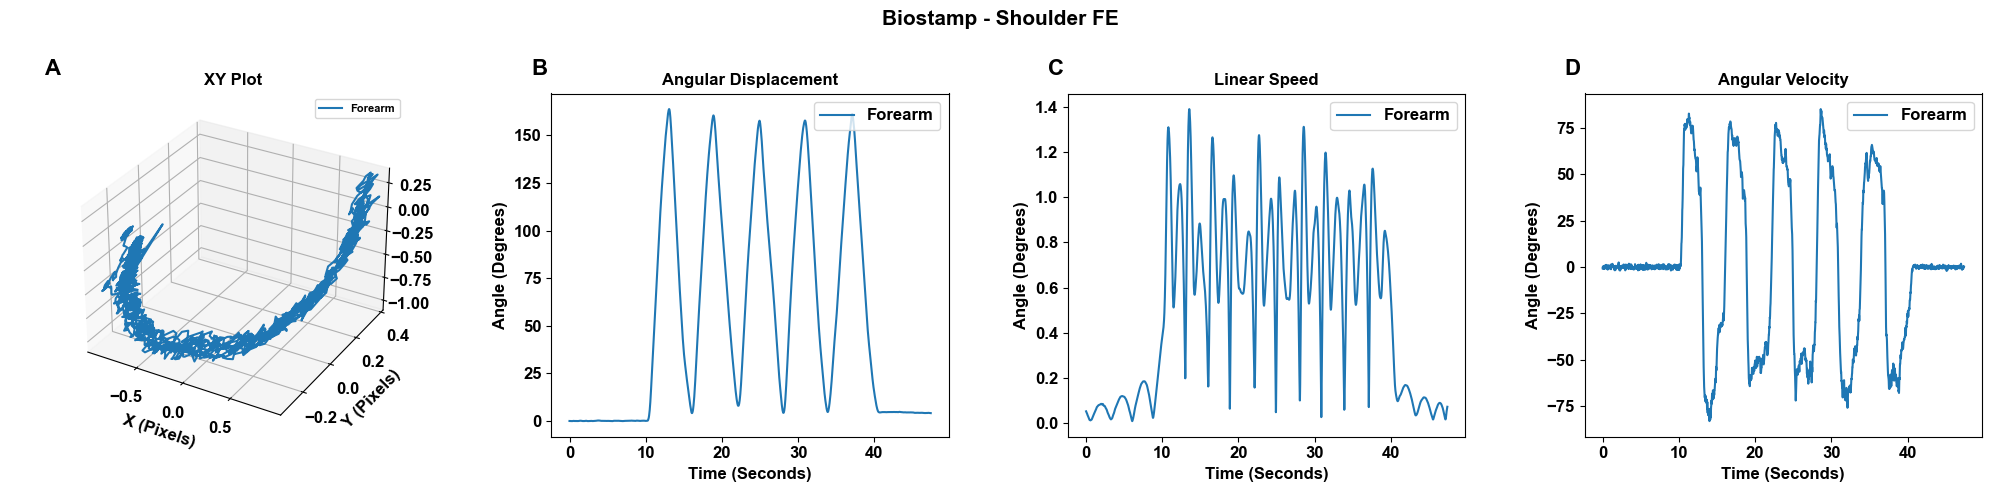 Biostamp - Shoulder FE
A
XY Plot
Forearm
0.25
0.00
−0.25
−0.50
−0.75
−1.00
0.4
0.2
0.0
−0.2
Y (Pixels)
−0.5
0.0
0.5
X (Pixels)
B
Angular Displacement
Forearm
Angle (Degrees)
150
125
100
75
50
25
0
0 10 20 30 40
Time (Seconds)
C
Linear Speed
Forearm
Angle (Degrees)
1.4
1.2
1.0
0.8
0.6
0.4
0.2
0.0
0 10 20 30 40
Time (Seconds)
D
Angular Velocity
Forearm
Angle (Degrees)
75
50
25
0
−25
−50
−75
0 10 20 30 40
Time (Seconds)